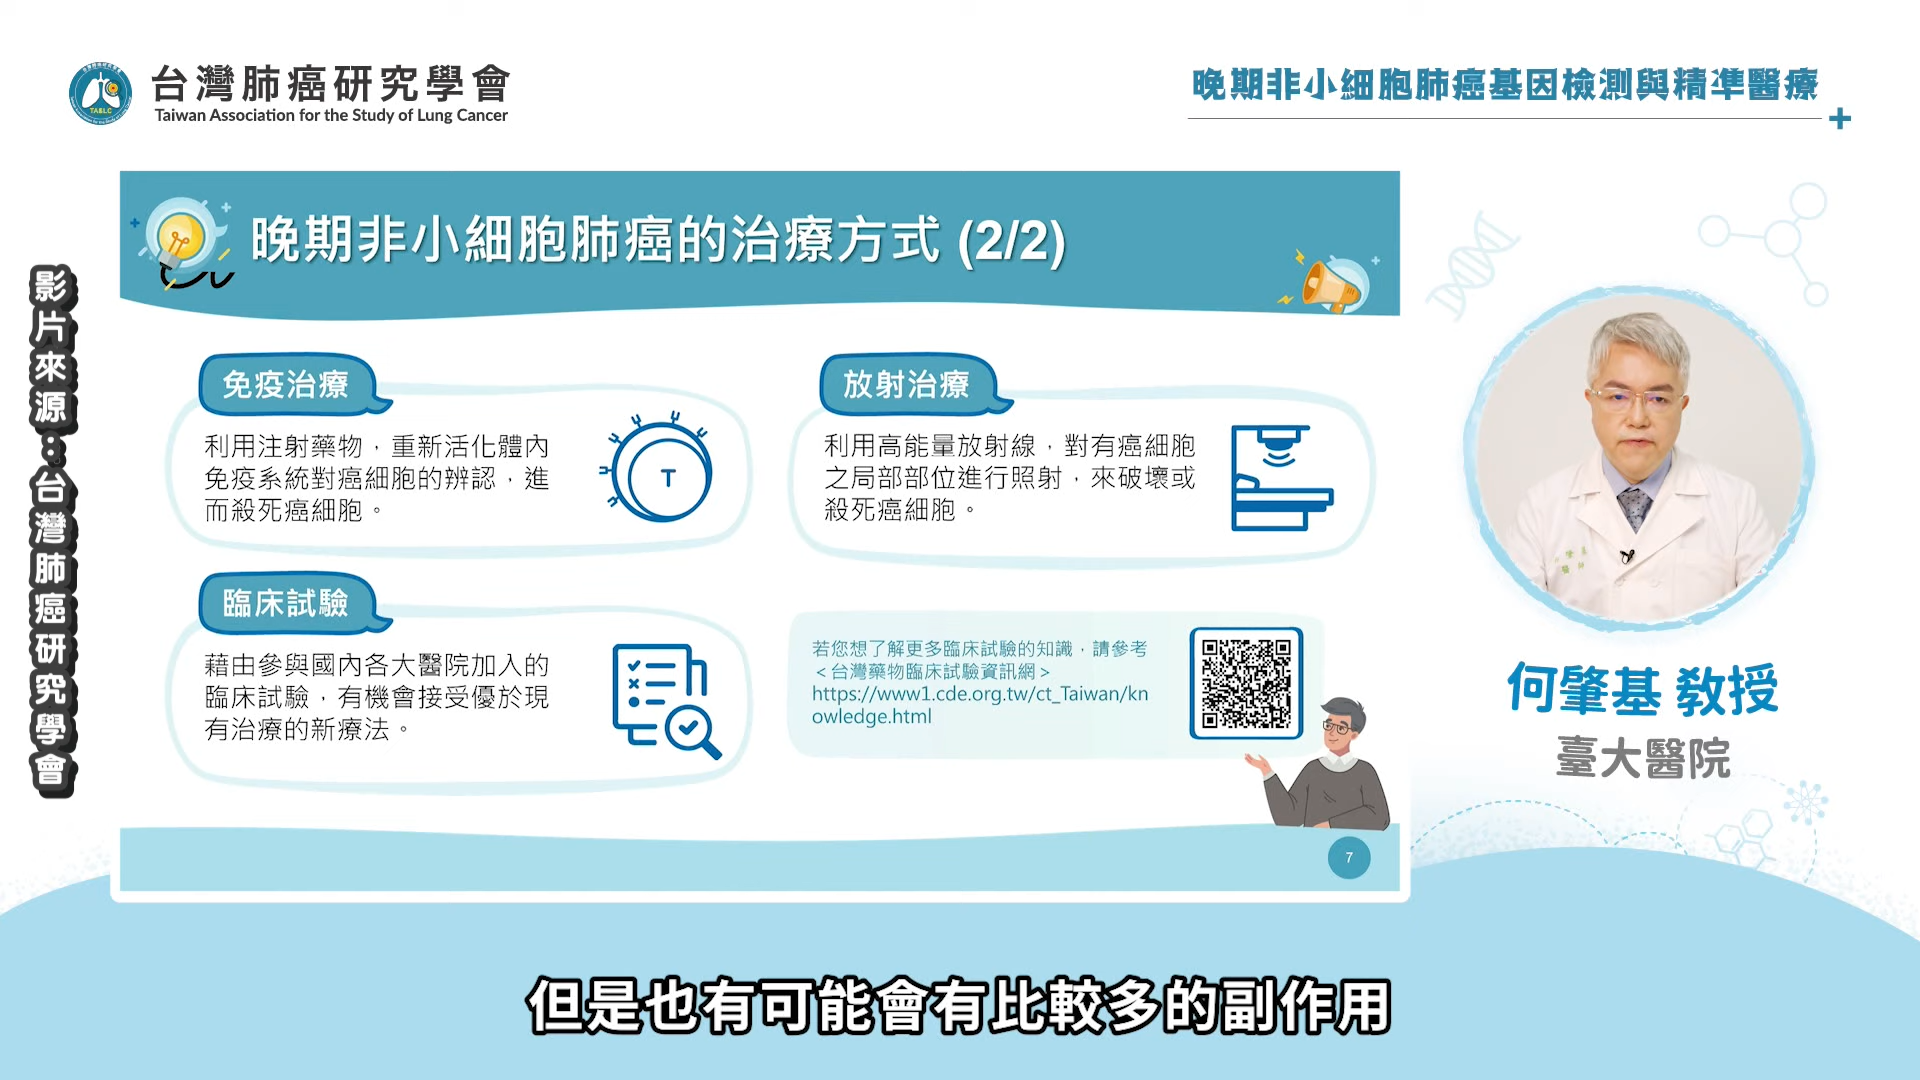 台灣肺癌研究學會
Taiwan Association for the Study of Lung Cancer
晚期非小細胞肺癌基因檢測與精準醫療
影片來源:台灣肺癌研究學會
晚期非小細胞肺癌的治療方式 (2/2)
免疫治療
利用注射藥物，重新活化體內
免疫系統對癌細胞的辨認，進
而殺死癌細胞。
T
放射治療
利用高能量放射線，對有癌細胞
之局部部位進行照射，來破壞或
殺死癌細胞。
臨床試驗
藉由參與國內各大醫院加入的
臨床試驗，有機會接受優於現
有治療的新療法。
若您想了解更多臨床試驗的知識，請參考
＜台灣藥物臨床試驗資訊網＞
https://www1.cde.org.tw/ct_Taiwan/kn
owledge.html
7
何肇基 教授
臺大醫院
但是也有可能會有比較多的副作用